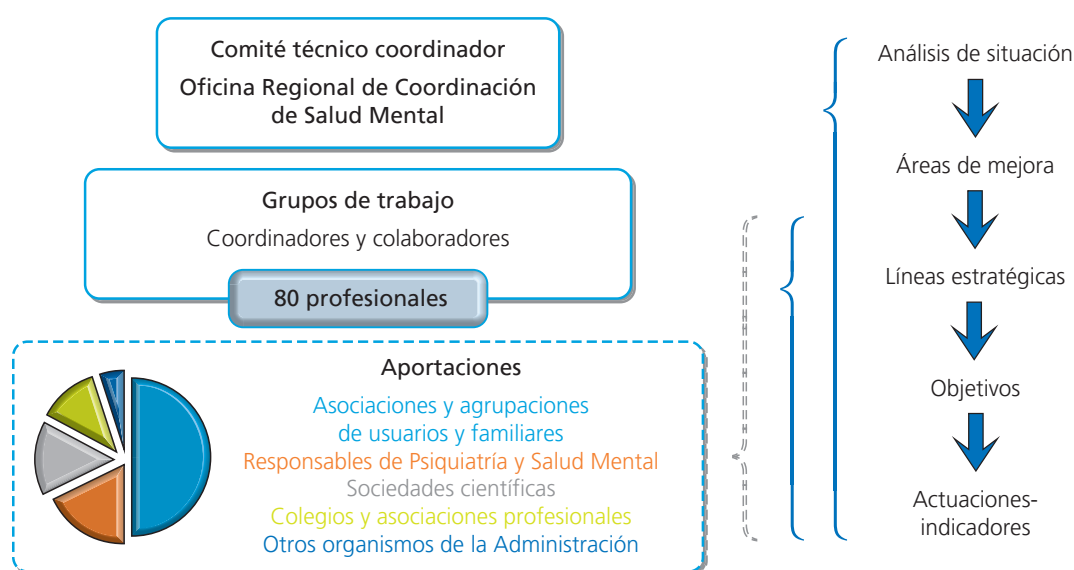 Comité técnico coordinador
Oficina Regional de Coordinación
de Salud Mental
Grupos de trabajo
Coordinadores y colaboradores
80 profesionales
Aportaciones
Asociaciones y agrupaciones
de usuarios y familiares
Responsables de Psiquiatría y Salud Mental
Sociedades científicas
Colegios y asociaciones profesionales
Otros organismos de la Administración
Análisis de situación
Áreas de mejora
Líneas estratégicas
Objetivos
Actuaciones-
indicadores